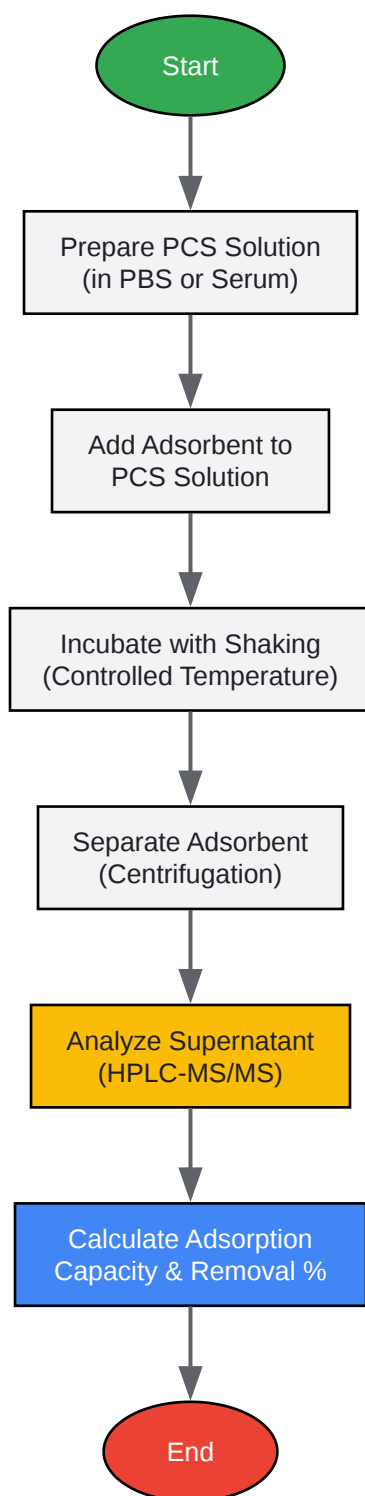 Start
Prepare PCS Solution
(in PBS or Serum)
Add Adsorbent to
PCS Solution
Incubate with Shaking
(Controlled Temperature)
Separate Adsorbent
(Centrifugation)
Analyze Supernatant
(HPLC-MS/MS)
Calculate Adsorption
Capacity & Removal %
End